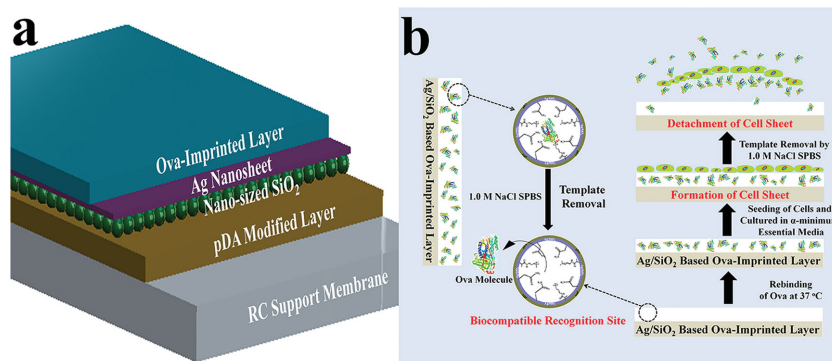 a
Ova-Imprinted Layer
Ag Nanosheet
Nano-sized SiO₂
pDA Modified Layer
RC Support Membrane
b
Ag/SiO₂ Based Ova-Imprinted Layer
1.0 M NaCl SPBS
Template
Removal
Ova Molecule
Biocompatible Recognition Site
Detachment of Cell Sheet
Template Removal by
1.0 M NaCl SPBS
Formation of Cell Sheet
Seeding of Cells and
Cultured in α-minimum
Essential Media
Ag/SiO₂ Based Ova-Imprinted Layer
Rebinding
of Ova at 37 °C
Ag/SiO₂ Based Ova-Imprinted Layer